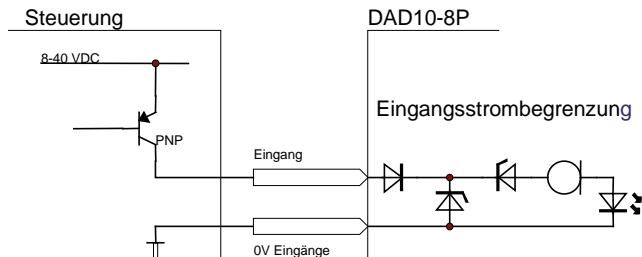 Steuerung
DAD10-8P
8-40 VDC
Eingangsstrombegrenzung
PNP
Eingang
0V Eingänge